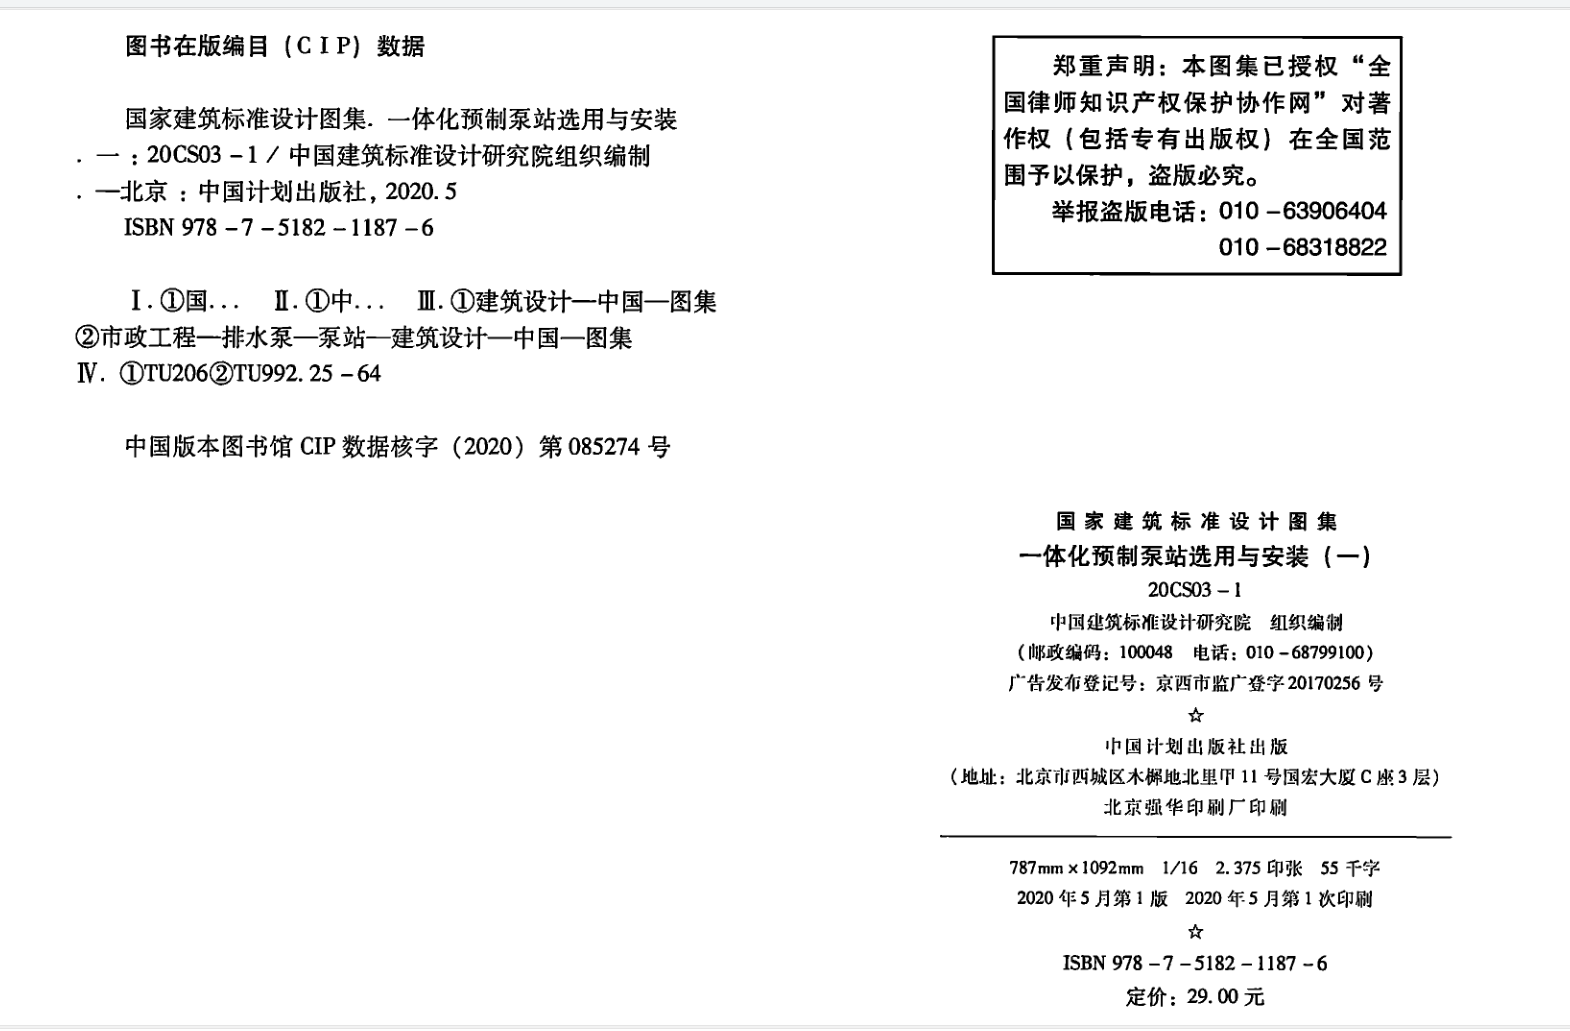 图书在版编目（CIP）数据
国家建筑标准设计图集. 一体化预制泵站选用与安装
. 一 : 20CS03－1 / 中国建筑标准设计研究院组织编制
. —北京 : 中国计划出版社, 2020. 5
ISBN 978－7－5182－1187－6
Ⅰ. ①国… Ⅱ. ①中… Ⅲ. ①建筑设计—中国—图集
②市政工程—排水泵—泵站—建筑设计—中国—图集
Ⅳ. ①TU206②TU992. 25－64
中国版本图书馆 CIP 数据核字（2020）第 085274 号
郑重声明：本图集已授权“全
国律师知识产权保护协作网”对著
作权（包括专有出版权）在全国范
围予以保护，盗版必究。
举报盗版电话：010－63906404
010－68318822
国家建筑标准设计图集
一体化预制泵站选用与安装（一）
20CS03－1
中国建筑标准设计研究院 组织编制
（邮政编码：100048 电话：010－68799100）
广告发布登记号：京西市监广登字20170256 号
☆
中国计划出版社出版
（地址：北京市西城区木樨地北里甲 11 号国宏大厦 C 座 3 层）
北京强华印刷厂印刷
787mm×1092mm 1/16 2. 375 印张 55 千字
2020 年 5 月第 1 版 2020 年 5 月第 1 次印刷
☆
ISBN 978－7－5182－1187－6
定价：29. 00 元